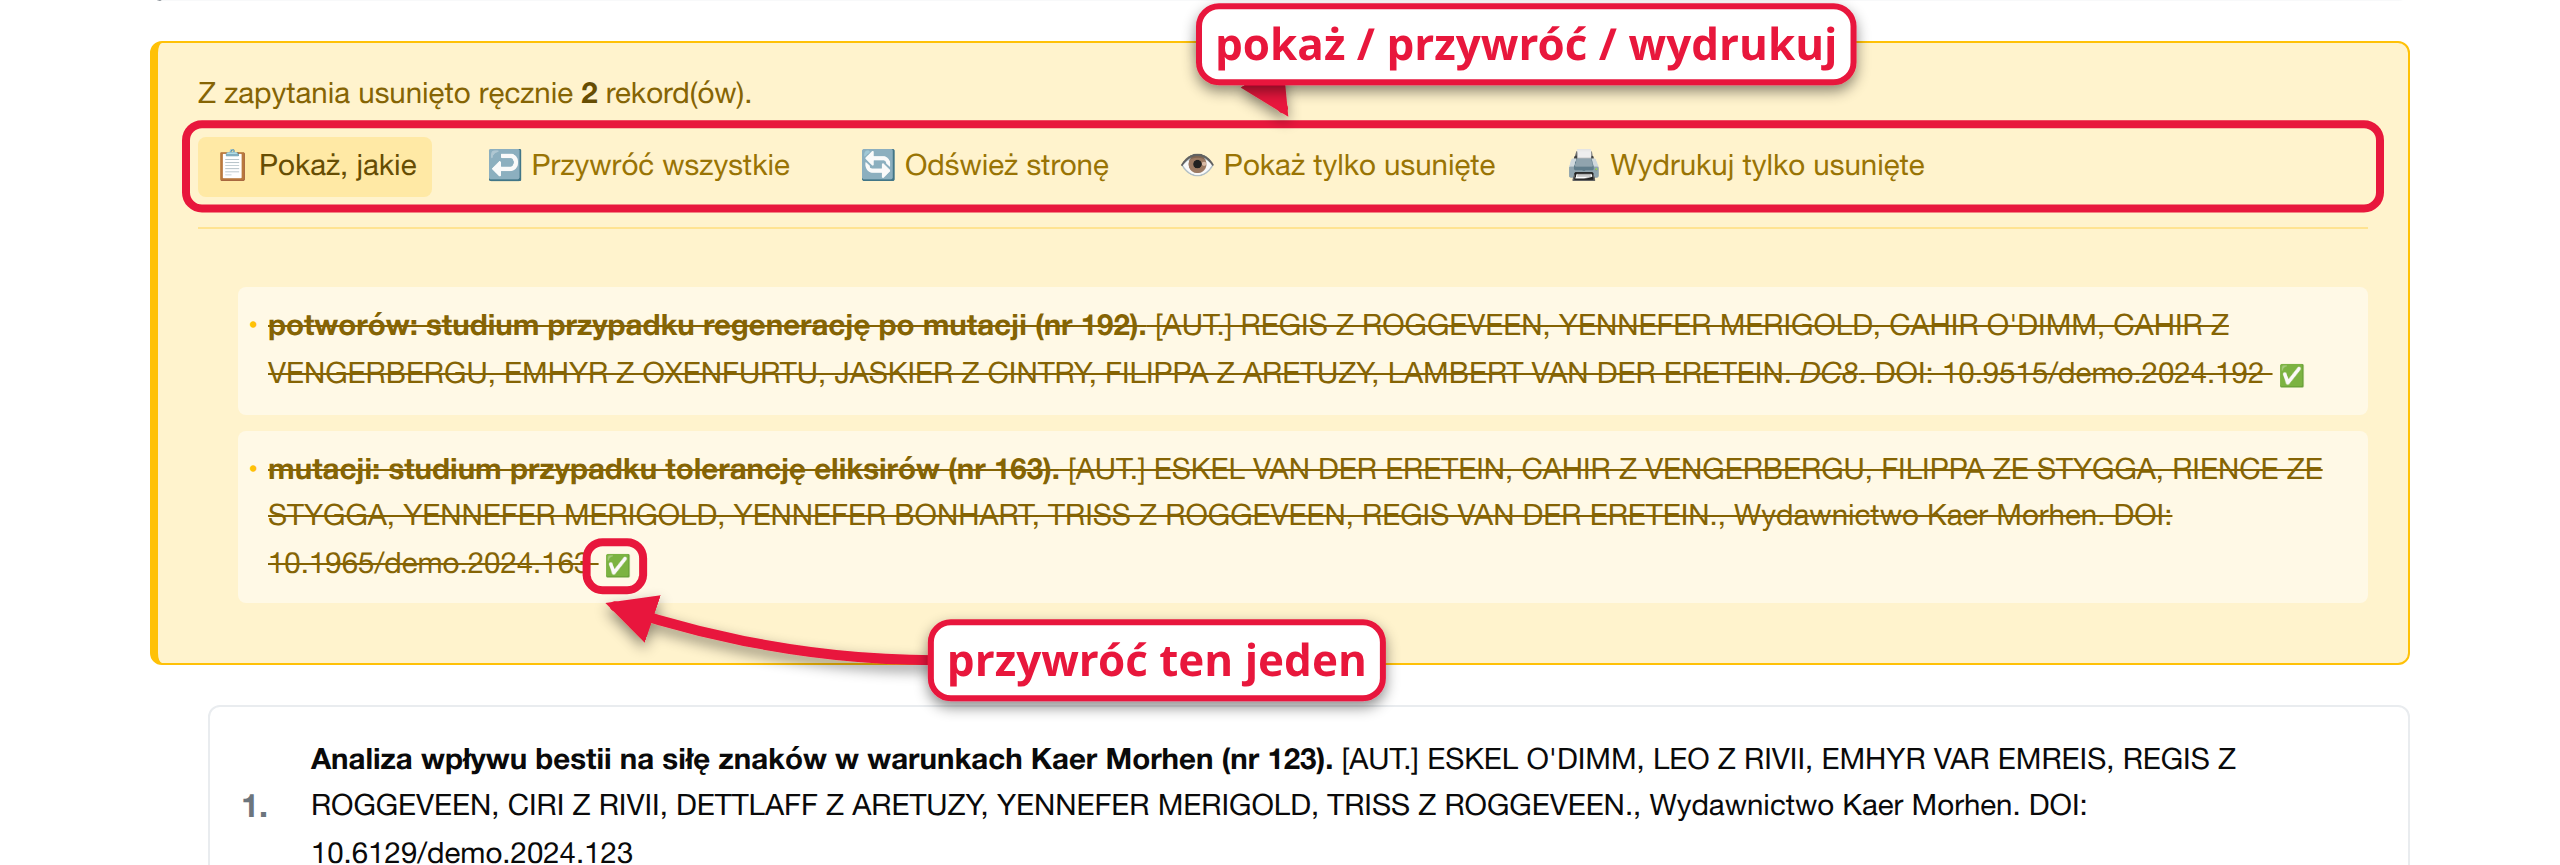 pokaż / przywróć / wydrukuj
Z zapytania usunięto ręcznie 2 rekord(ów).
Pokaż, jakie Przywróć wszystkie Odśwież stronę Pokaż tylko usunięte Wydrukuj tylko usunięte
potworów: studium przypadku regenerację po mutacji (nr 192). [AUT.] REGIS Z ROGGEVEEN, YENNEFER MERIGOLD, CAHIR O'DIMM, CAHIR Z
VENGERBERGU, EMHYR Z OXENFURTU, JASKIER Z CINTRY, FILIPPA Z ARETUZY, LAMBERT VAN DER ERETEIN. DC8. DOI: 10.9515/demo.2024.192
mutacji: studium przypadku tolerancję eliksirów (nr 163). [AUT.] ESKEL VAN DER ERETEIN, CAHIR Z VENGERBERGU, FILIPPA ZE STYGGA, RIENCE ZE
STYGGA, YENNEFER MERIGOLD, YENNEFER BONHART, TRISS Z ROGGEVEEN, REGIS VAN DER ERETEIN., Wydawnictwo Kaer Morhen. DOI:
10.1965/demo.2024.163
przywróć ten jeden
Analiza wpływu bestii na siłę znaków w warunkach Kaer Morhen (nr 123). [AUT.] ESKEL O'DIMM, LEO Z RIVII, EMHYR VAR EMREIS, REGIS Z
1. ROGGEVEEN, CIRI Z RIVII, DETTLAFF Z ARETUZY, YENNEFER MERIGOLD, TRISS Z ROGGEVEEN., Wydawnictwo Kaer Morhen. DOI:
10.6129/demo.2024.123